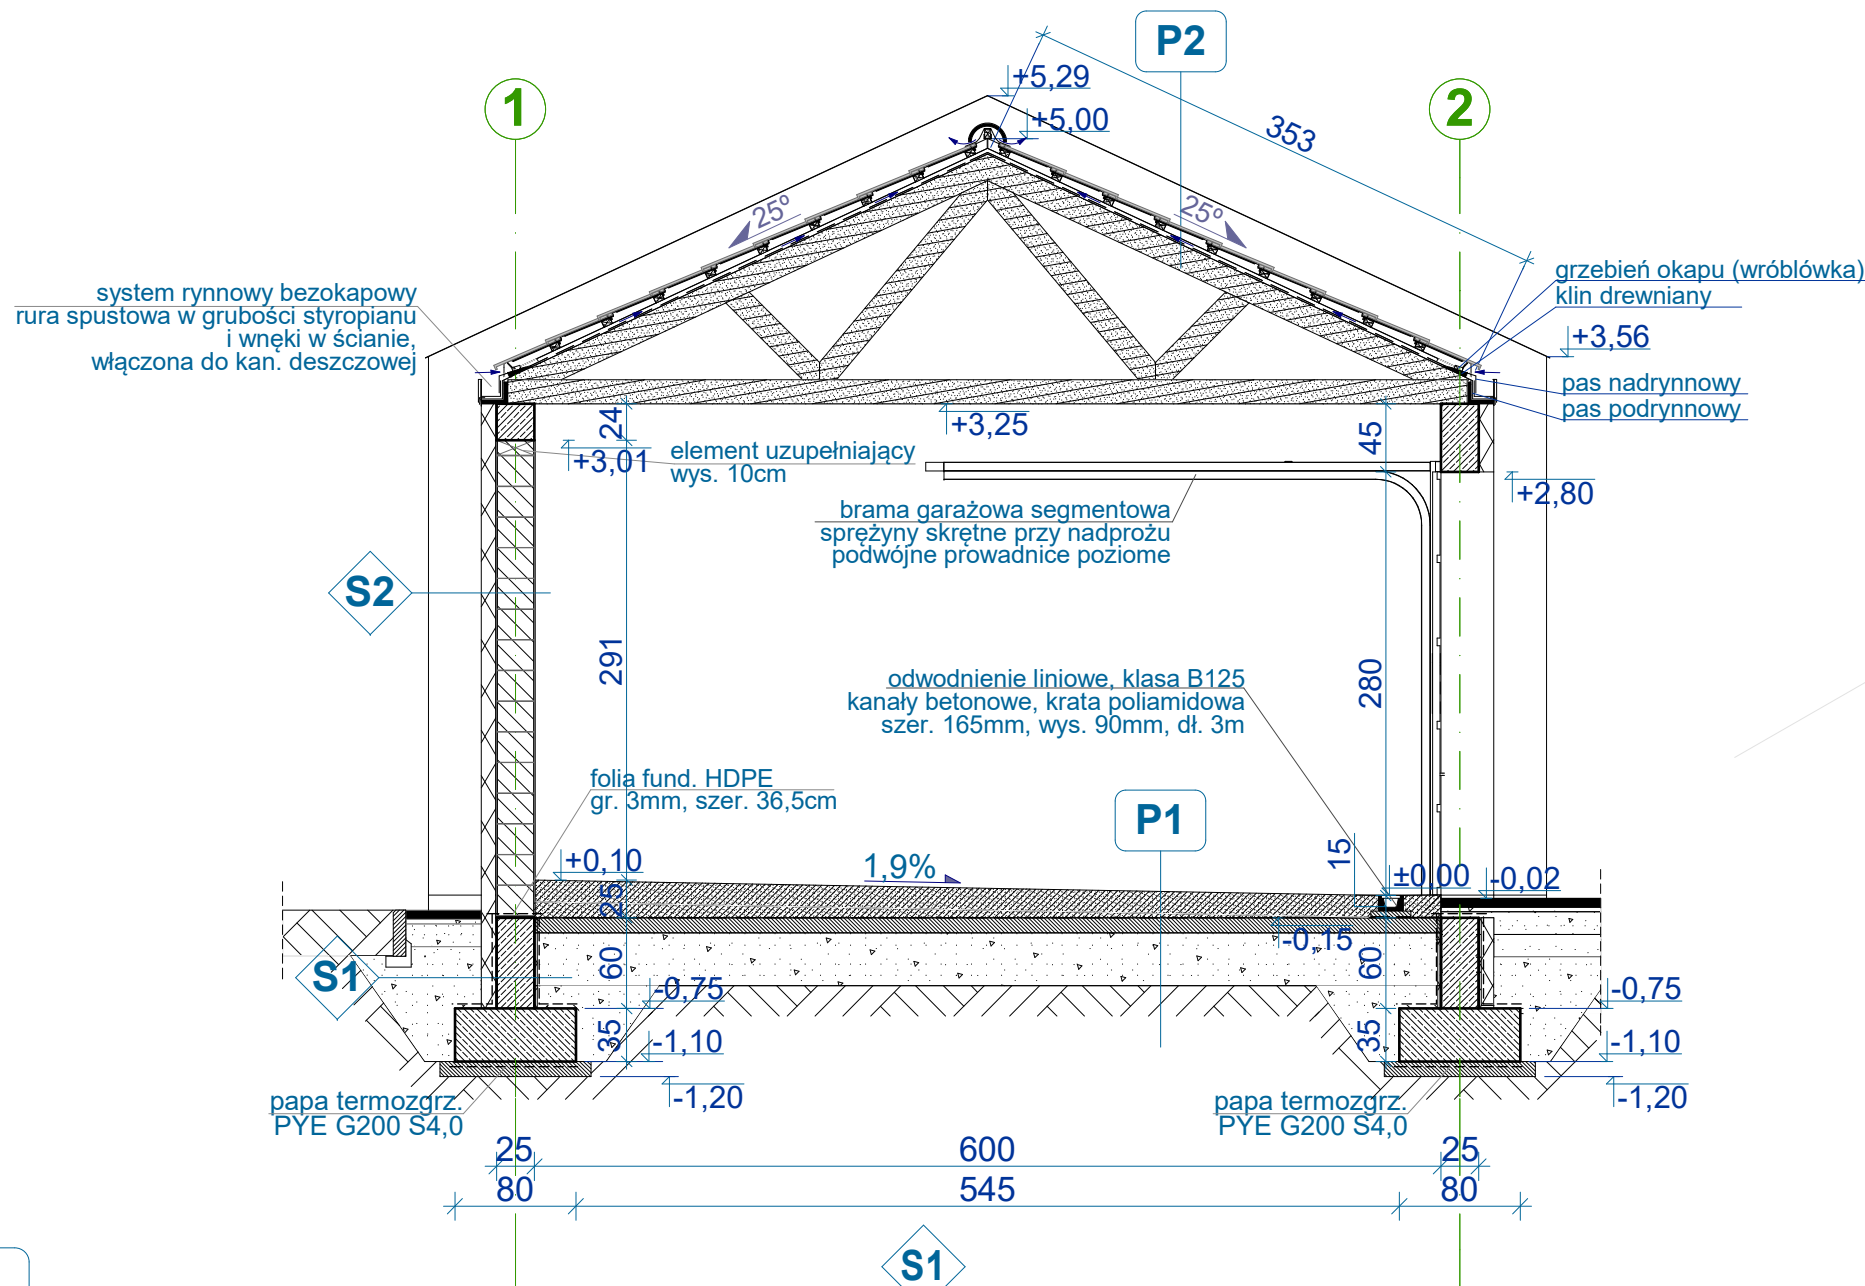 P2
+5,29
1
2
+5,00
353
25º
25º
system rynnowy bezokapowy
rura spustowa w grubości styropianu
i wnęki w ścianie,
włączona do kan. deszczowej
grzebień okapu (wróblówka)
klin drewniany
+3,56
pas nadrynnowy
pas podrynnowy
24
+3,25
45
+3,01
element uzupełniający
wys. 10cm
+2,80
brama garażowa segmentowa
sprężyny skrętne przy nadprożu
podwójne prowadnice poziome
S2
291
280
odwodnienie liniowe, klasa B125
kanały betonowe, krata poliamidowa
szer. 165mm, wys. 90mm, dł. 3m
folia fund. HDPE
gr. 3mm, szer. 36,5cm
P1
+0,10
1,9%
15
±0,00
-0,02
25
-0,15
S1
60
60
-0,75
-0,75
35
-1,10
35
-1,10
-1,20
-1,20
papa termozgrz.
PYE G200 S4,0
papa termozgrz.
PYE G200 S4,0
25
600
25
80
545
80
S1